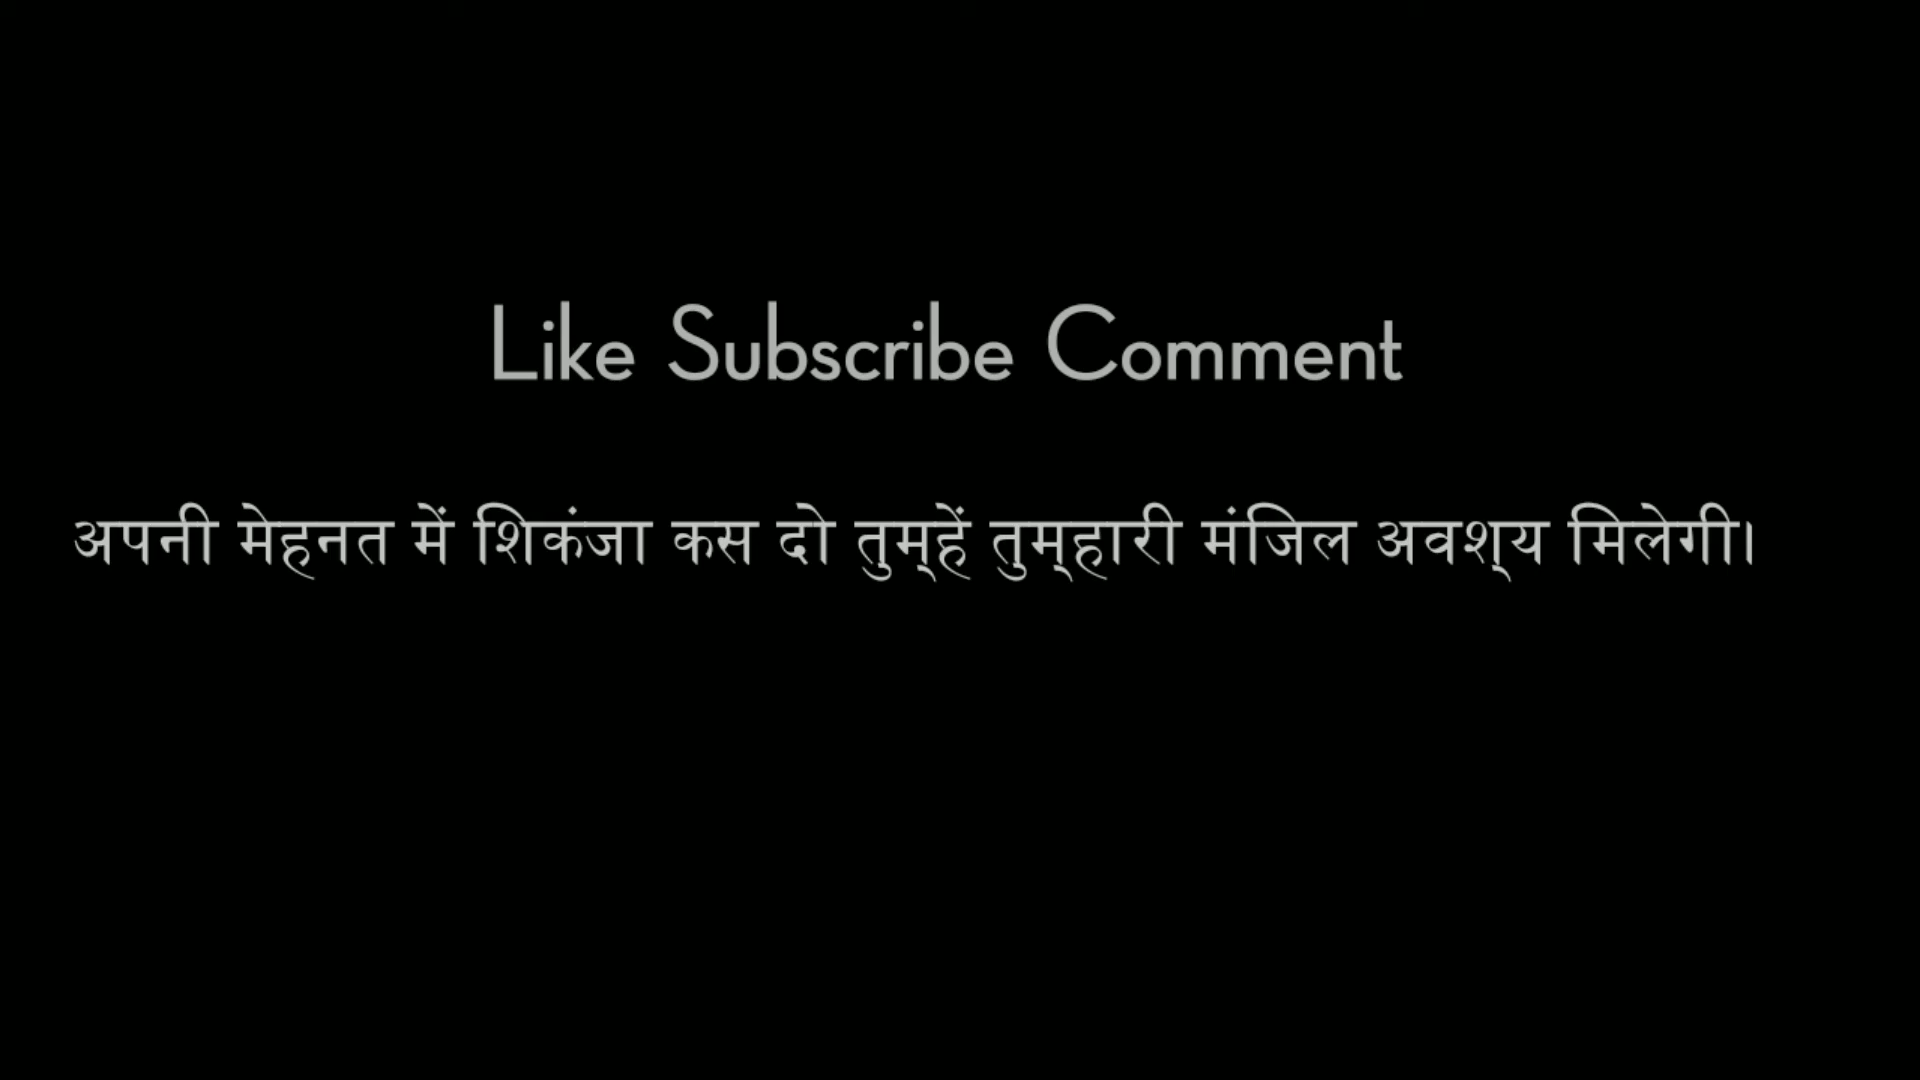 Like Subscribe Comment
अपनी मेहनत में शिकंजा कस दो तुम्हें तुम्हारी मंजिल अवश्य मिलेगी।